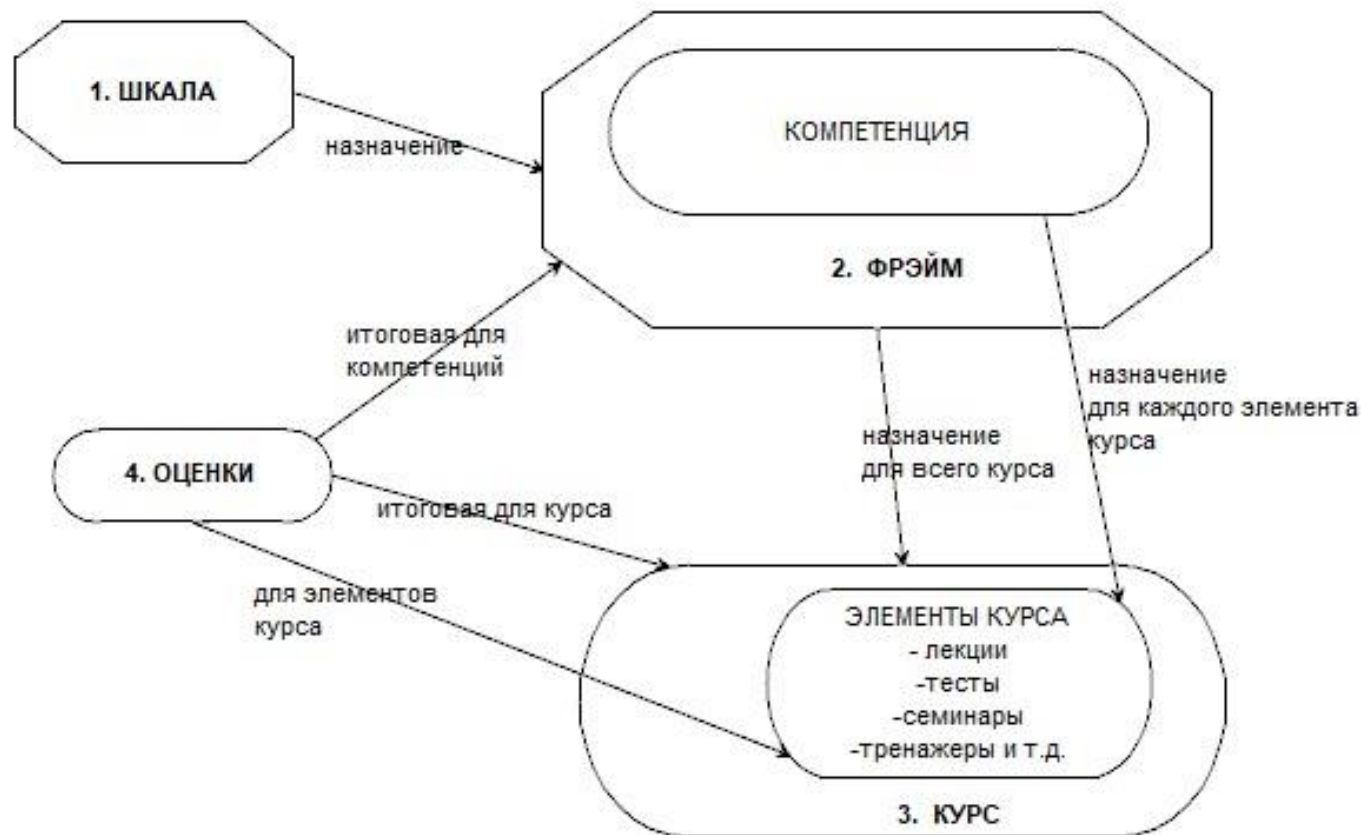 1. ШКАЛА
назначение
КОМПЕТЕНЦИЯ
2. ФРЭЙМ
итоговая для
компетенций
назначение
для каждого элемента
курса
назначение
для всего курса
4. ОЦЕНКИ
итоговая для курса
для элементов
курса
ЭЛЕМЕНТЫ КУРСА
- лекции
-тесты
-семинары
-тренажеры и т.д.
3. КУРС